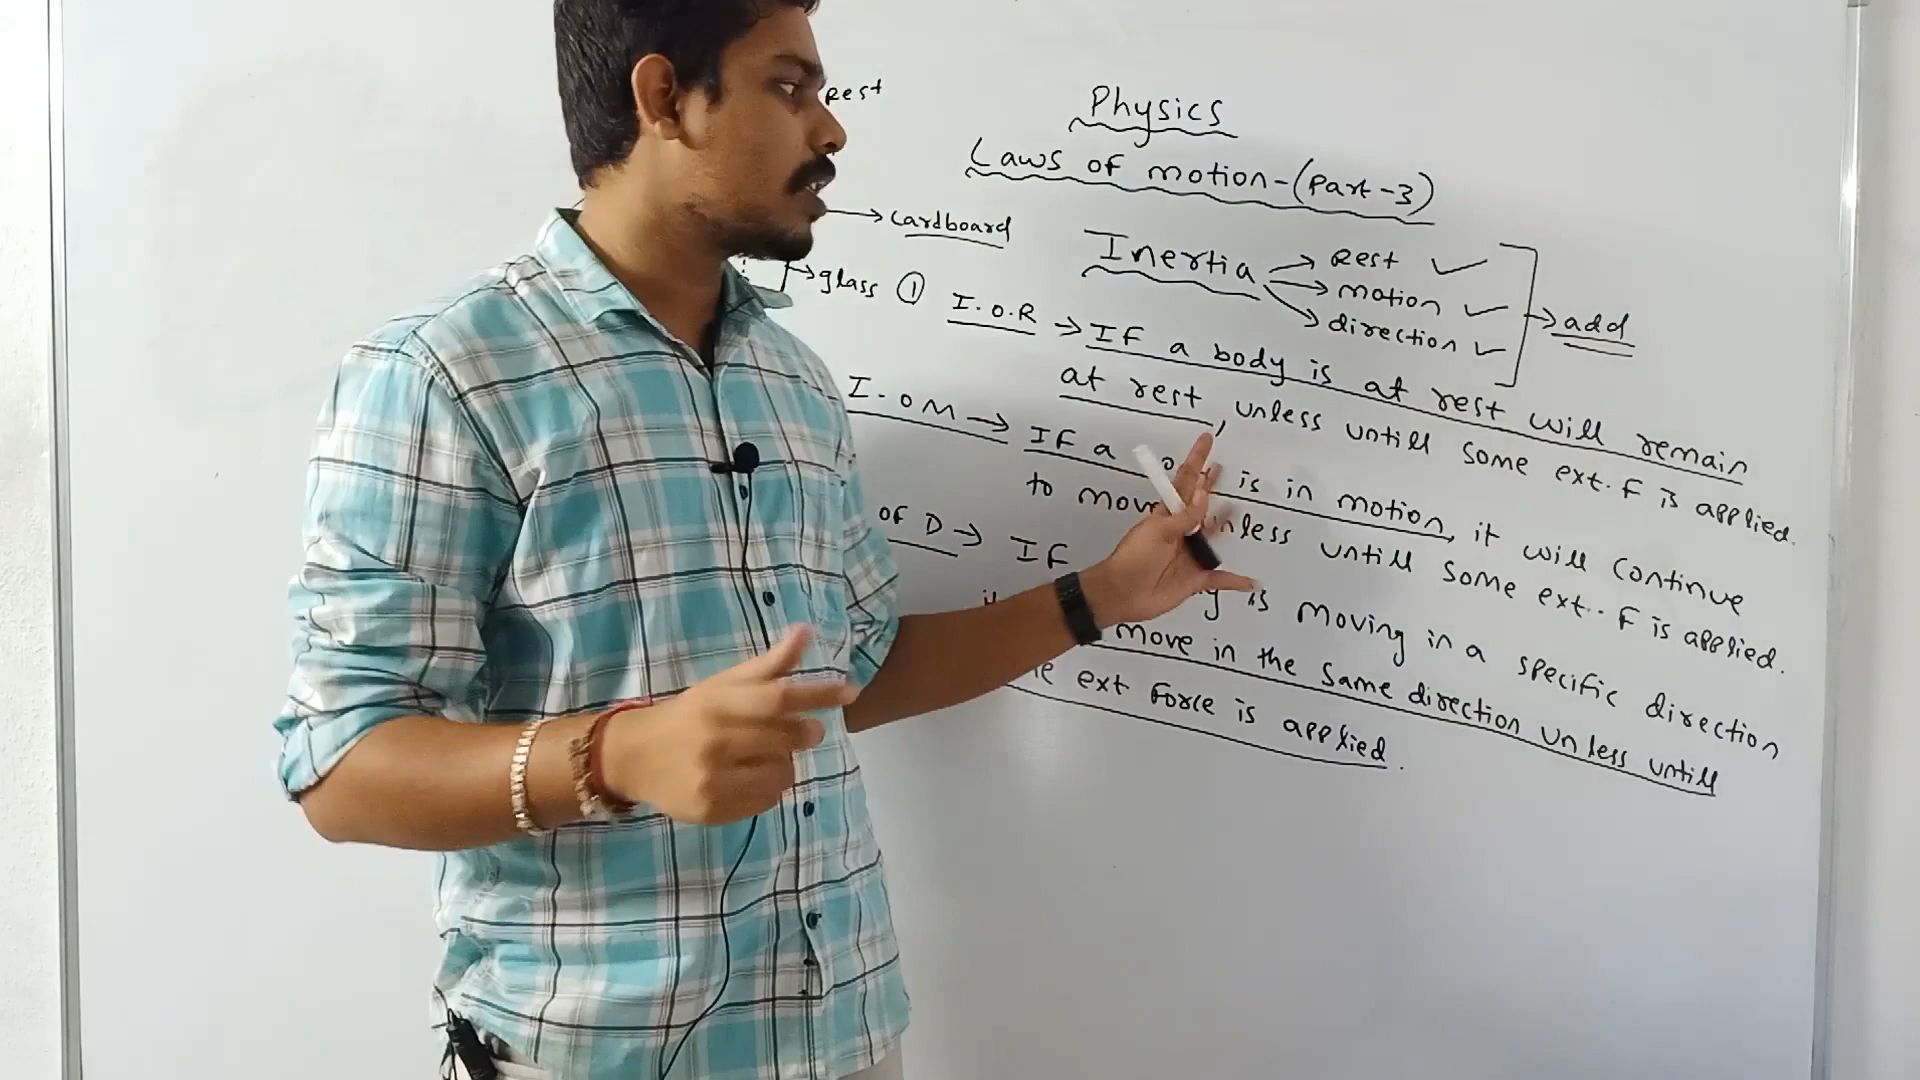 Rest
Physics
Laws of motion-(Part-3)
Cardboard
glass
Inertia
Rest
motion
direction
add
① I.O.R → If a body is at rest will remain
at rest, unless untill some ext. F is applied.
I.OM → If a is in motion, it will continue
to move unless untill some ext.. F is applied.
of D → If is moving in a specific direction
move in the same direction unless untill
ext force is applied.